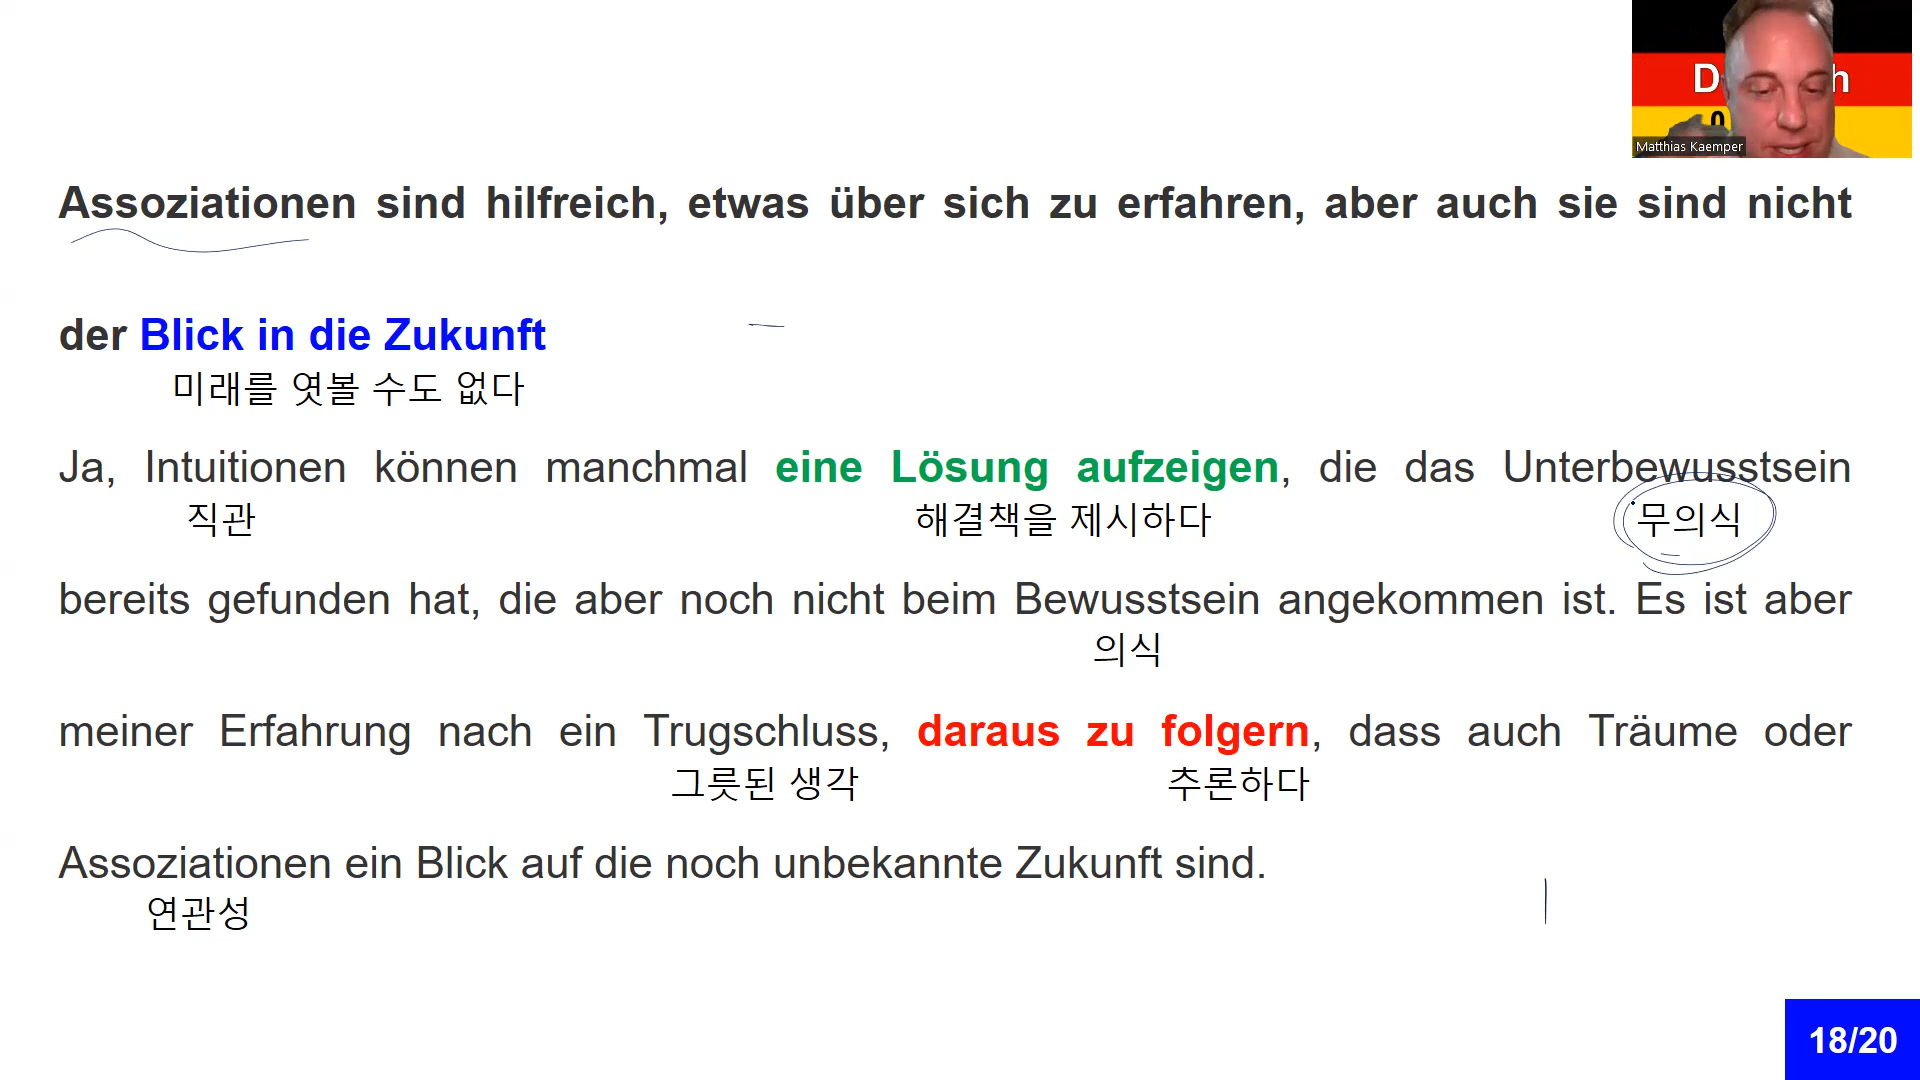 D h
0
Matthias Kaemper
Assoziationen sind hilfreich, etwas über sich zu erfahren, aber auch sie sind nicht
der Blick in die Zukunft
미래를 엿볼 수도 없다
Ja, Intuitionen können manchmal eine Lösung aufzeigen, die das Unterbewusstsein
직관 해결책을 제시하다 무의식
bereits gefunden hat, die aber noch nicht beim Bewusstsein angekommen ist. Es ist aber
의식
meiner Erfahrung nach ein Trugschluss, daraus zu folgern, dass auch Träume oder
그릇된 생각 추론하다
Assoziationen ein Blick auf die noch unbekannte Zukunft sind.
연관성
18/20